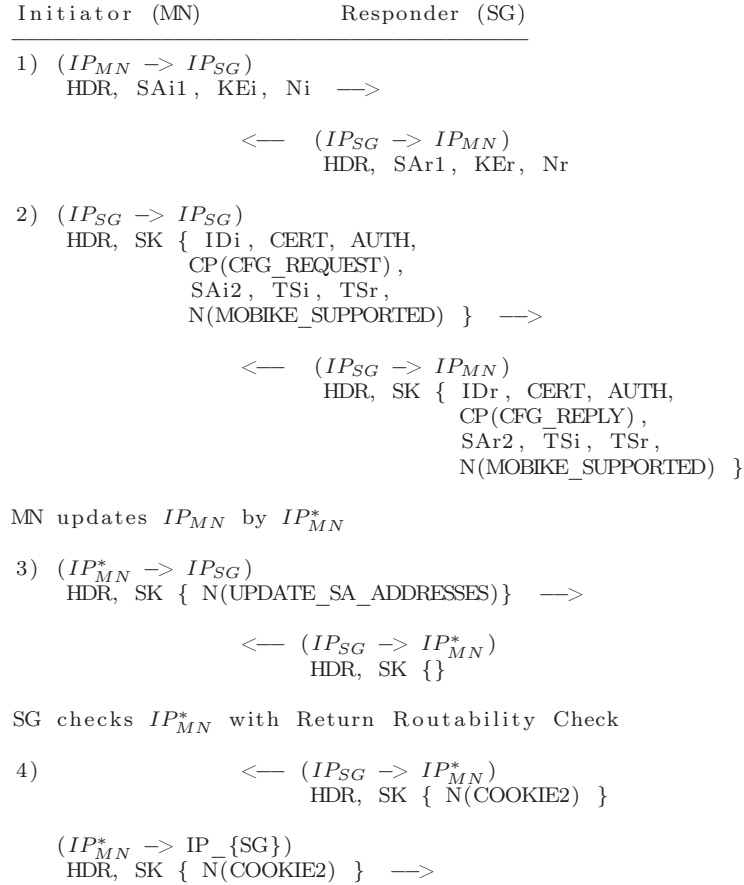 Initiator (MN) Responder (SG)
1) (IP_MN -> IP_SG)
HDR, SAi1, KEi, Ni -->
<-- (IP_SG -> IP_MN)
HDR, SAr1, KEr, Nr
2) (IP_SG -> IP_SG)
HDR, SK { IDi, CERT, AUTH,
CP(CFG_REQUEST),
SAi2, TSi, TSr,
N(MOBIKE_SUPPORTED) } -->
<-- (IP_SG -> IP_MN)
HDR, SK { IDr, CERT, AUTH,
CP(CFG_REPLY),
SAr2, TSi, TSr,
N(MOBIKE_SUPPORTED) }
MN updates IP_MN by IP*_MN
3) (IP*_MN -> IP_SG)
HDR, SK { N(UPDATE_SA_ADDRESSES)} -->
<-- (IP_SG -> IP*_MN)
HDR, SK {}
SG checks IP*_MN with Return Routability Check
4) <-- (IP_SG -> IP*_MN)
HDR, SK { N(COOKIE2) }
(IP*_MN -> IP_{SG})
HDR, SK { N(COOKIE2) } -->